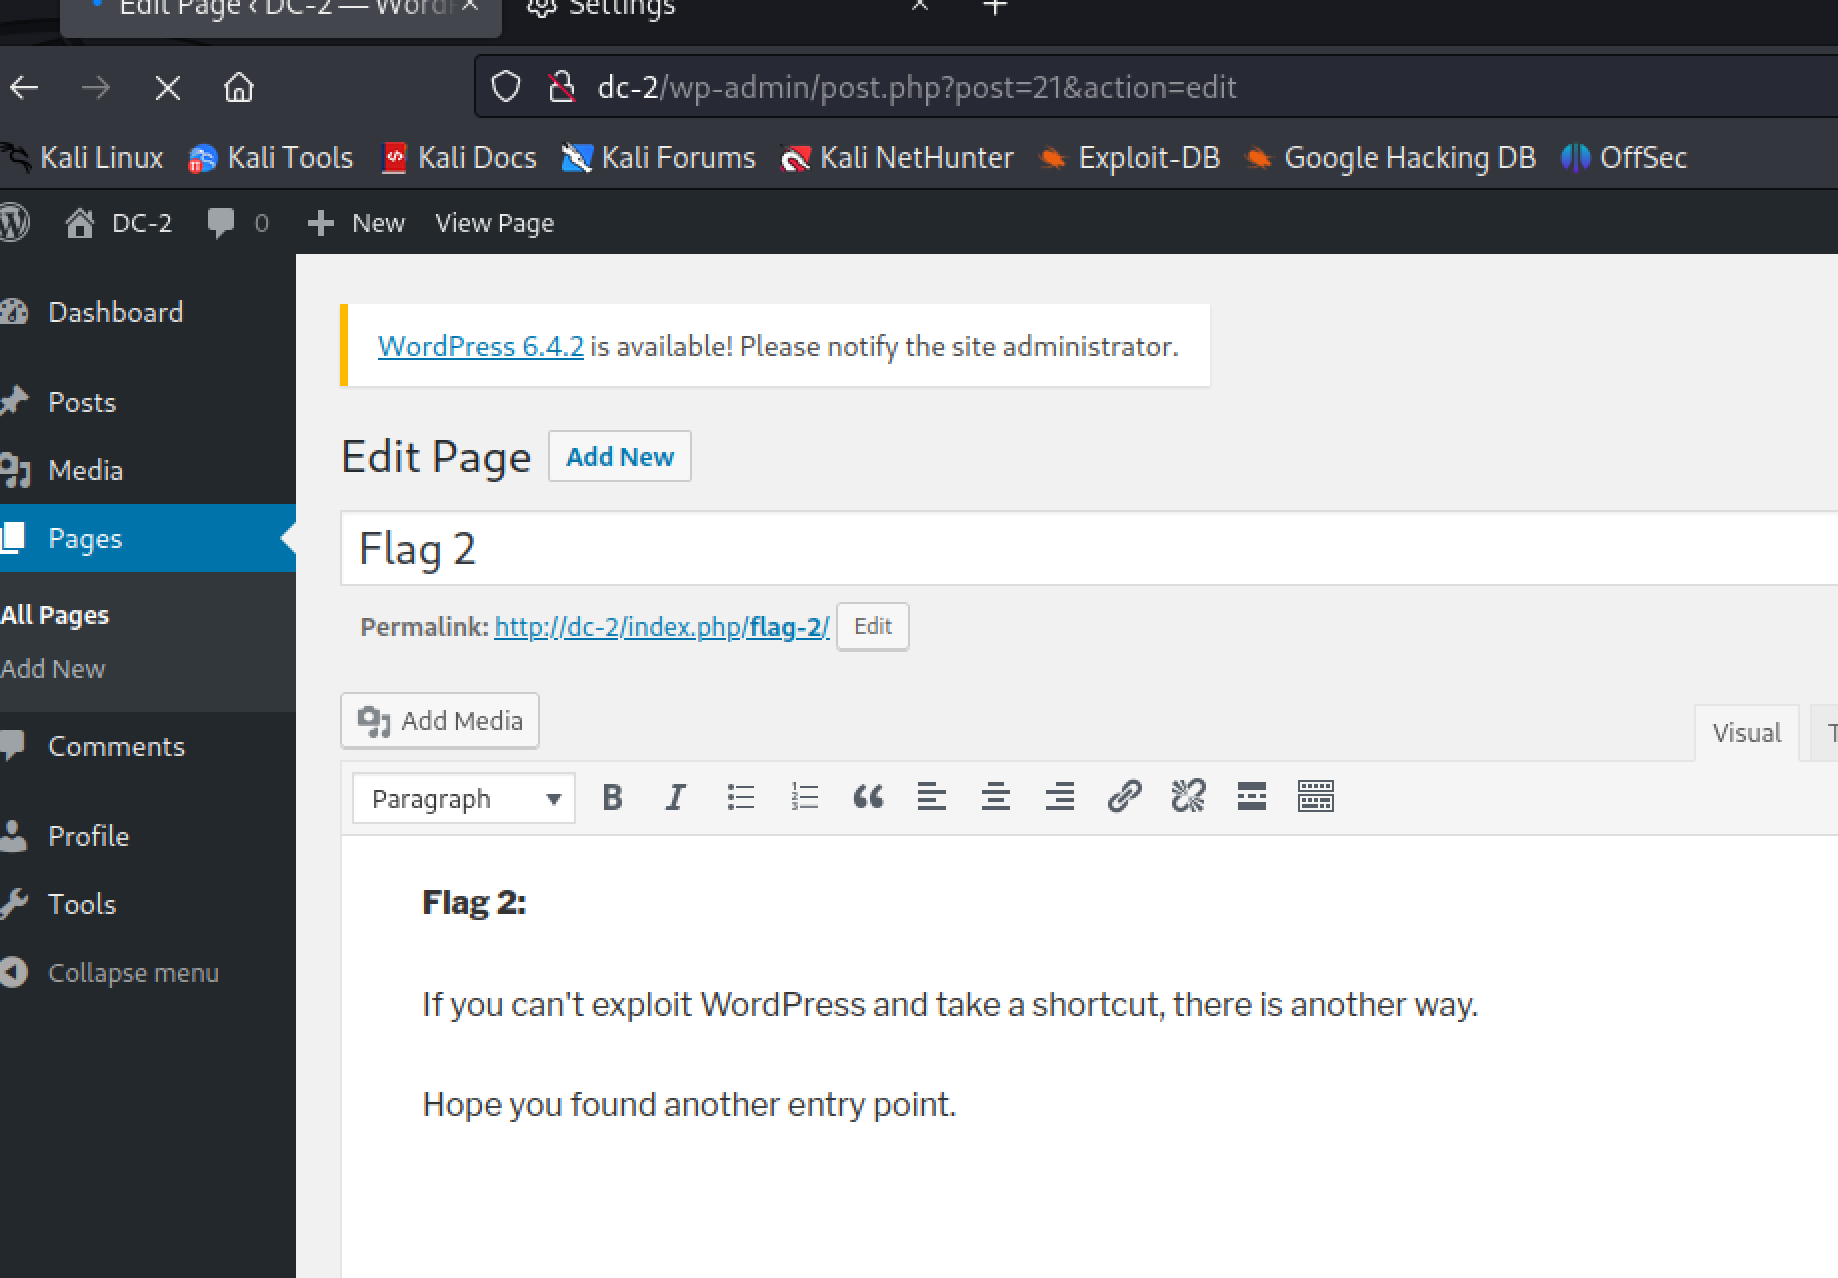 Edit Page ‹ DC-2 — WordP
Settings
dc-2/wp-admin/post.php?post=21&action=edit
Kali Linux Kali Tools Kali Docs Kali Forums Kali NetHunter Exploit-DB Google Hacking DB OffSec
DC-2 0 New View Page
Dashboard
Posts
Media
Pages
All Pages
Add New
Comments
Profile
Tools
Collapse menu
WordPress 6.4.2 is available! Please notify the site administrator.
Edit Page Add New
Flag 2
Permalink: http://dc-2/index.php/flag-2/ Edit
Add Media
Visual
Paragraph
Flag 2:
If you can't exploit WordPress and take a shortcut, there is another way.
Hope you found another entry point.